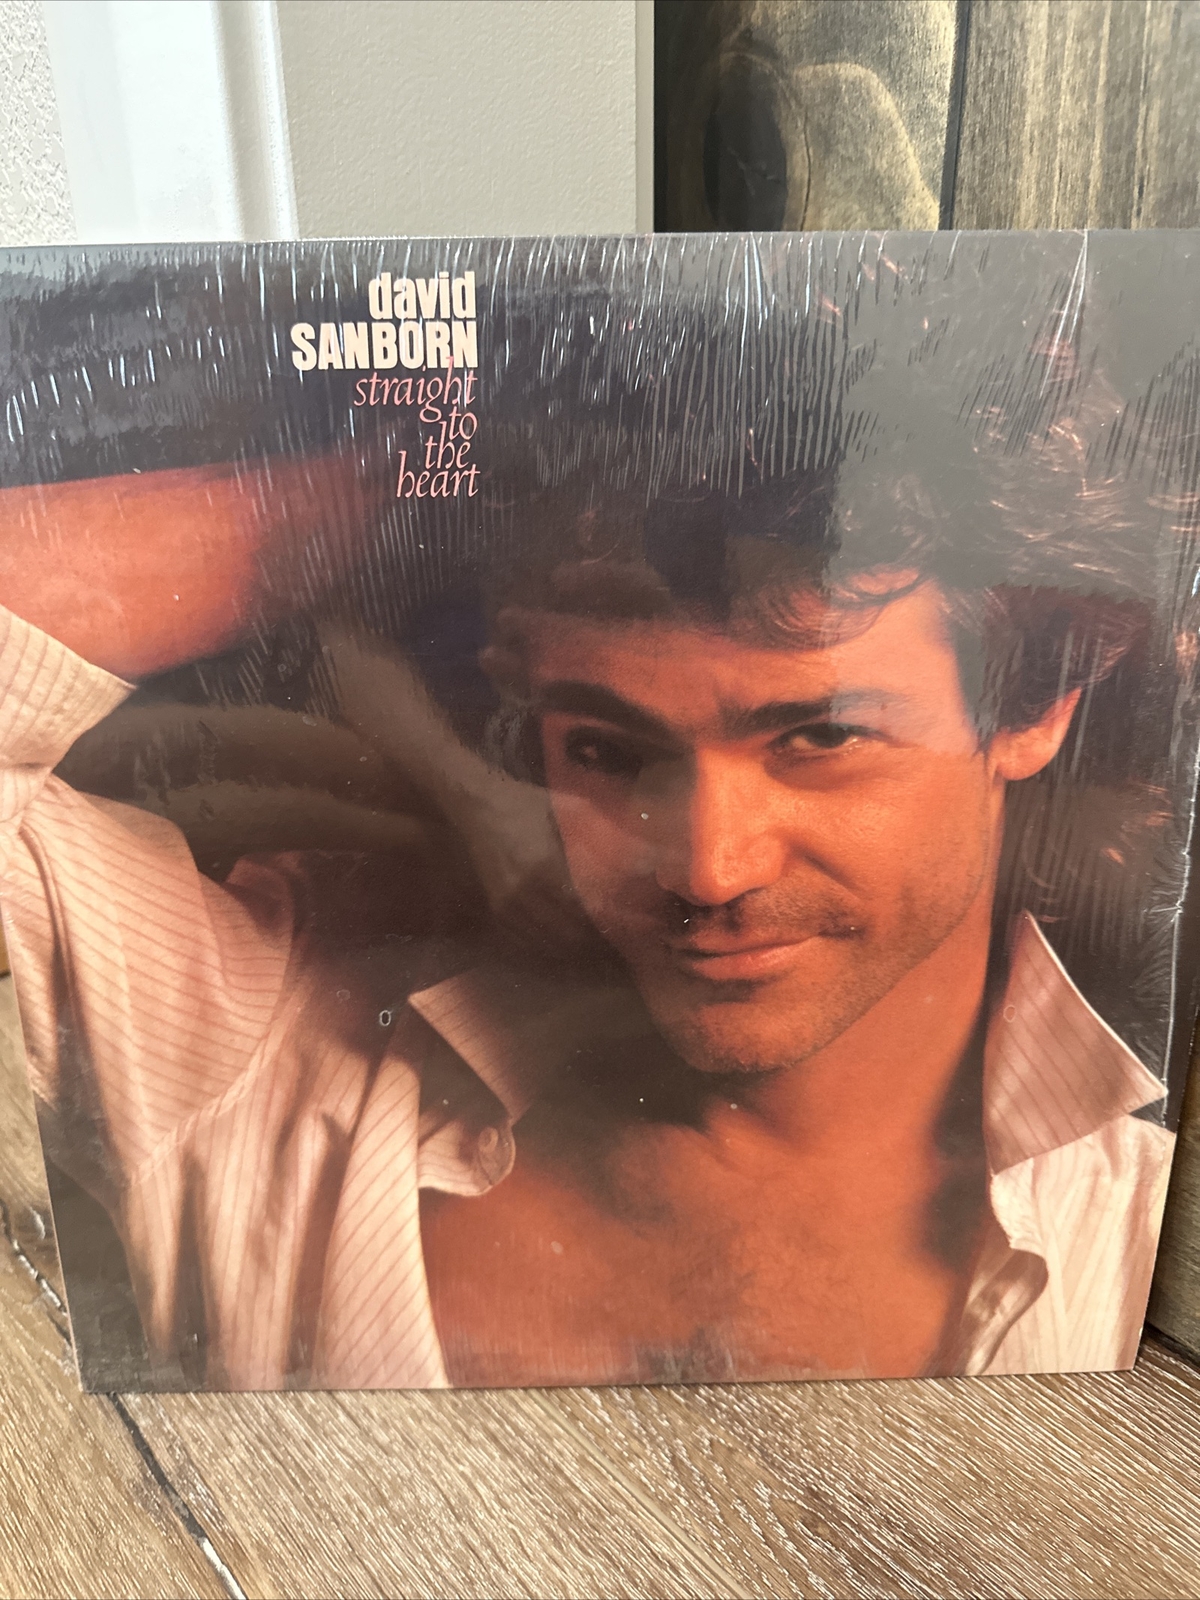 david
SANBORN
straight
to
the
heart